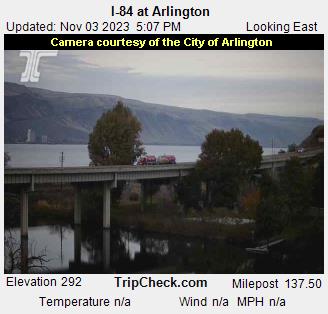 I-84 at Arlington
Updated: Nov 03 2023 5:07 PM Looking East
Camera courtesy of the City of Arlington
Elevation 292 TripCheck.com Milepost 137.50
Temperature n/a Wind n/a MPH n/a